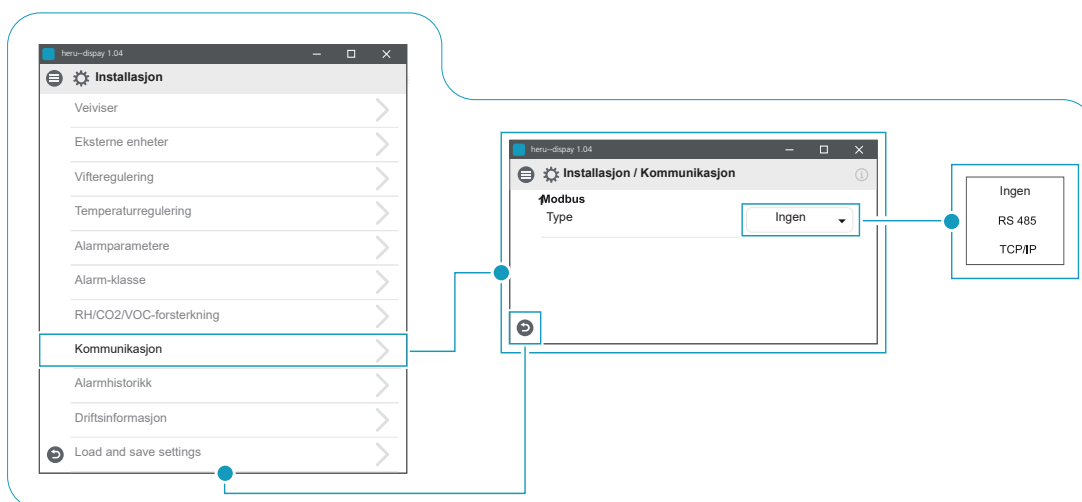 heru–dispay 1.04
Installasjon
Veiviser
Eksterne enheter
Vifteregulering
Temperaturregulering
Alarmparametere
Alarm-klasse
RH/CO2/VOC-forsterkning
Kommunikasjon
Alarmhistorikk
Driftsinformasjon
Load and save settings
heru–dispay 1.04
Installasjon / Kommunikasjon
Modbus
Type Ingen
Ingen
RS 485
TCP/IP